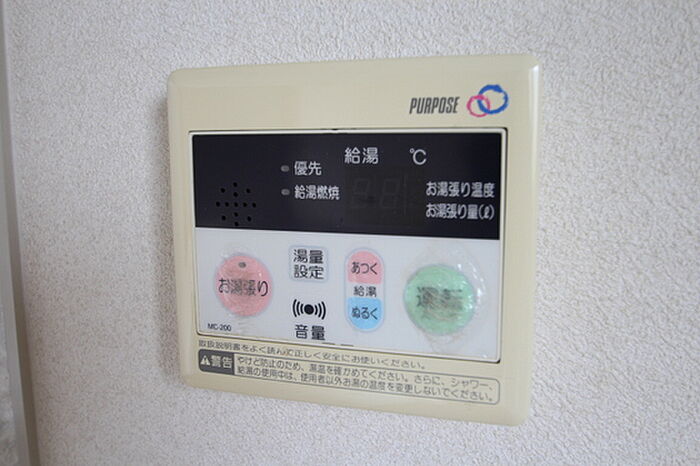 PURPOSE
給湯 ℃
優先
給湯燃焼
お湯張り温度
お湯張り量(ℓ)
お湯張り
湯量
設定
あつく
給湯
ぬるく
運転
音量
MC-200
取扱説明書をよく読んで正しく安全にお使いください。
警告 やけど防止のため、湯温を確かめてください。さらに、シャワー、
給湯の使用中は、使用者以外お湯の温度を変更しないでください。